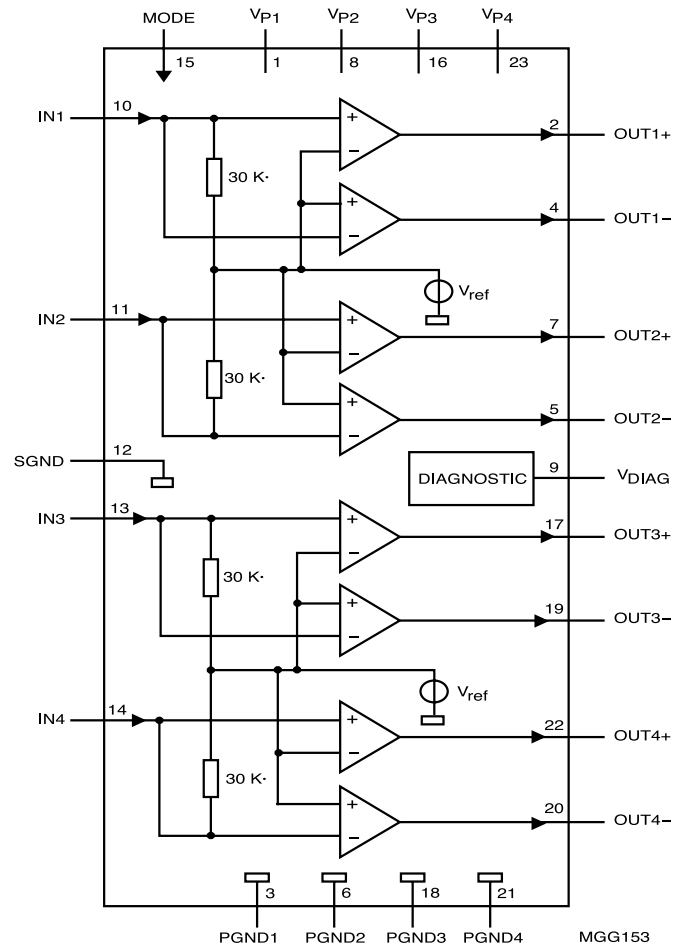 MODE VP1 VP2 VP3 VP4
15 1 8 16 23
IN1 10 + − 2 OUT1+
30 K·
+ − 4 OUT1−
Vref
IN2 11 + − 7 OUT2+
30 K·
+ − 5 OUT2−
SGND 12
DIAGNOSTIC 9 VDIAG
IN3 13 + − 17 OUT3+
30 K·
+ − 19 OUT3−
Vref
IN4 14 + − 22 OUT4+
30 K·
+ − 20 OUT4−
3 6 18 21
PGND1 PGND2 PGND3 PGND4 MGG153